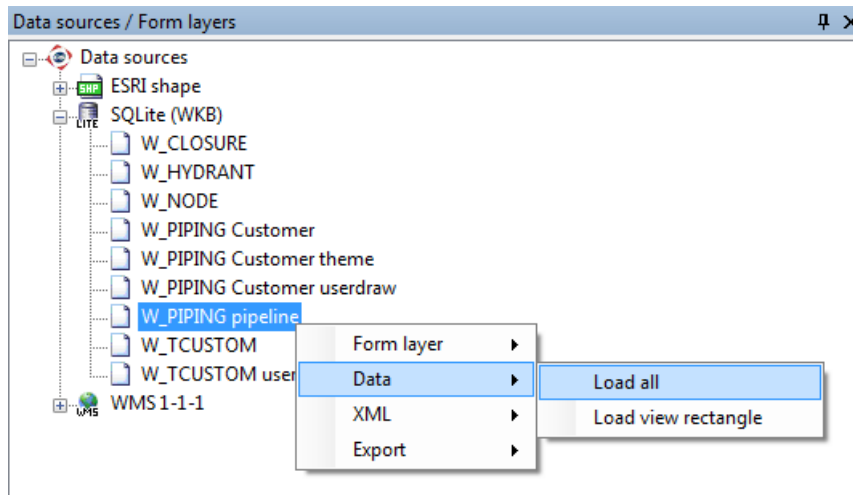 Data sources / Form layers
Data sources
SHP
ESRI shape
LITE
SQLite (WKB)
W_CLOSURE
W_HYDRANT
W_NODE
W_PIPING Customer
W_PIPING Customer theme
W_PIPING Customer userdraw
W_PIPING pipeline
W_TCUSTOM
W_TCUSTOM user
WMS
WMS 1-1-1
Form layer
Data
XML
Export
Load all
Load view rectangle